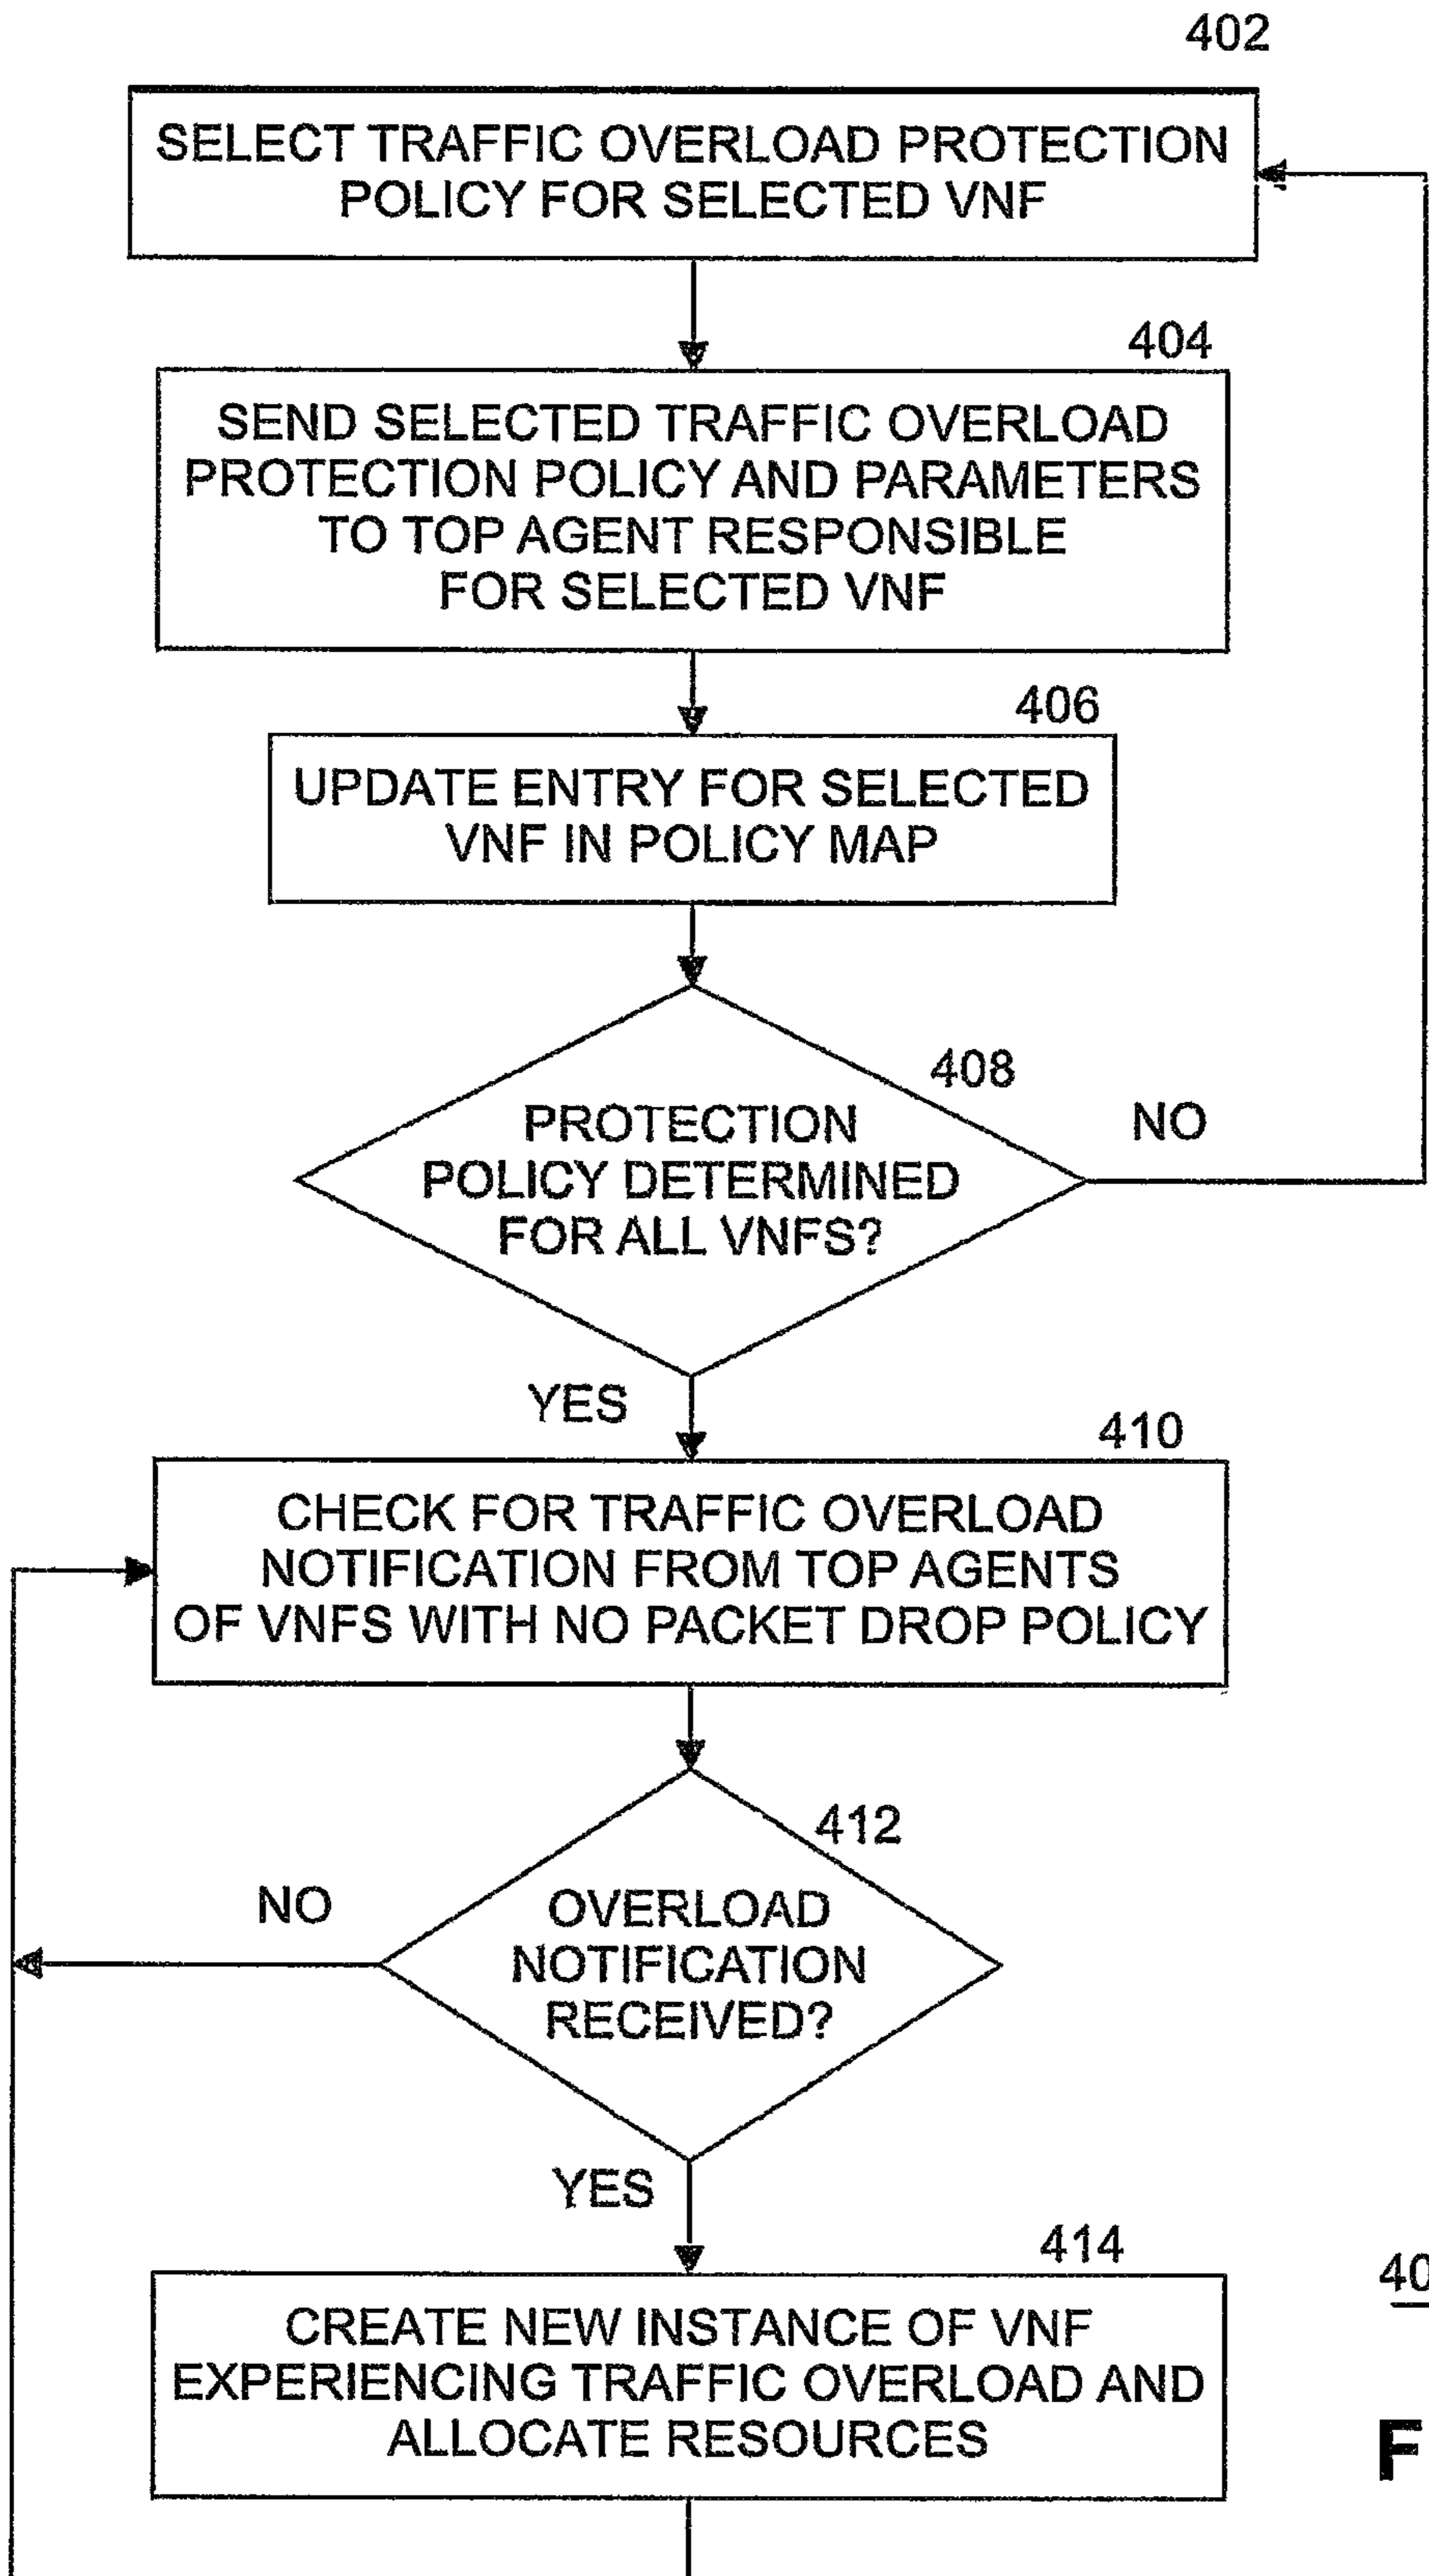 402
SELECT TRAFFIC OVERLOAD PROTECTION
POLICY FOR SELECTED VNF
404
SEND SELECTED TRAFFIC OVERLOAD
PROTECTION POLICY AND PARAMETERS
TO TOP AGENT RESPONSIBLE
FOR SELECTED VNF
406
UPDATE ENTRY FOR SELECTED
VNF IN POLICY MAP
408
PROTECTION
POLICY DETERMINED
FOR ALL VNFS?
NO
YES
410
CHECK FOR TRAFFIC OVERLOAD
NOTIFICATION FROM TOP AGENTS
OF VNFS WITH NO PACKET DROP POLICY
412
NO
OVERLOAD
NOTIFICATION
RECEIVED?
YES
414
40
CREATE NEW INSTANCE OF VNF
EXPERIENCING TRAFFIC OVERLOAD AND
ALLOCATE RESOURCES
F